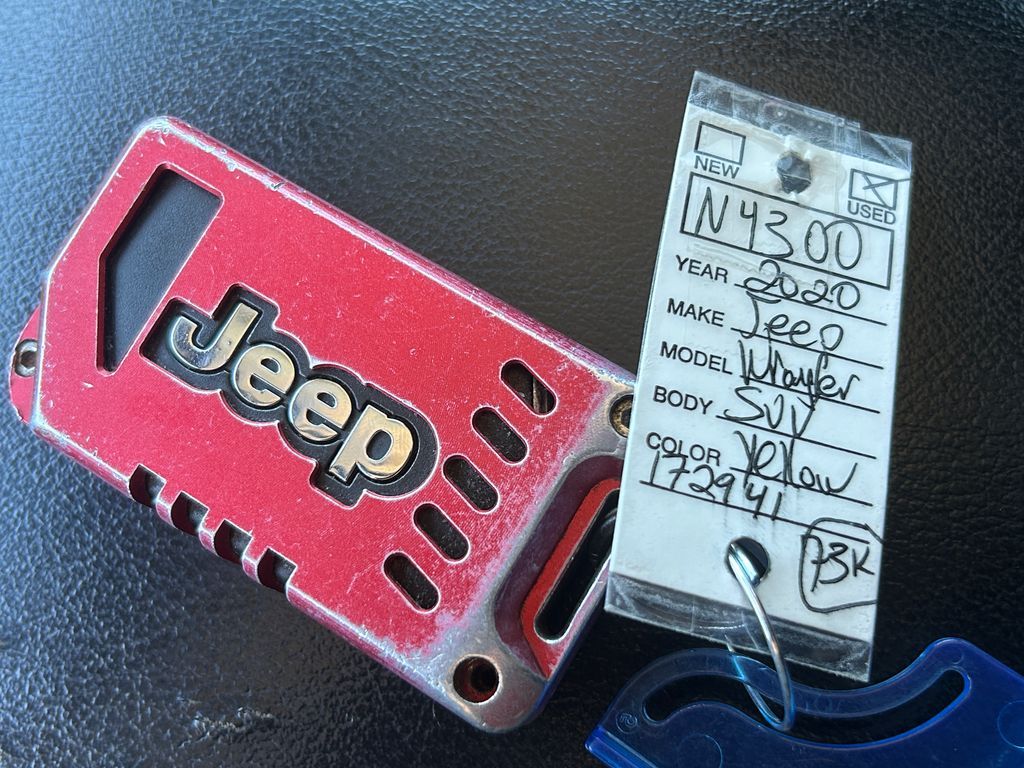 Jeep
NEW
USED
N4300
YEAR 2020
MAKE Jeep
MODEL Wrangler
BODY SUV
COLOR Yellow
172941
73K